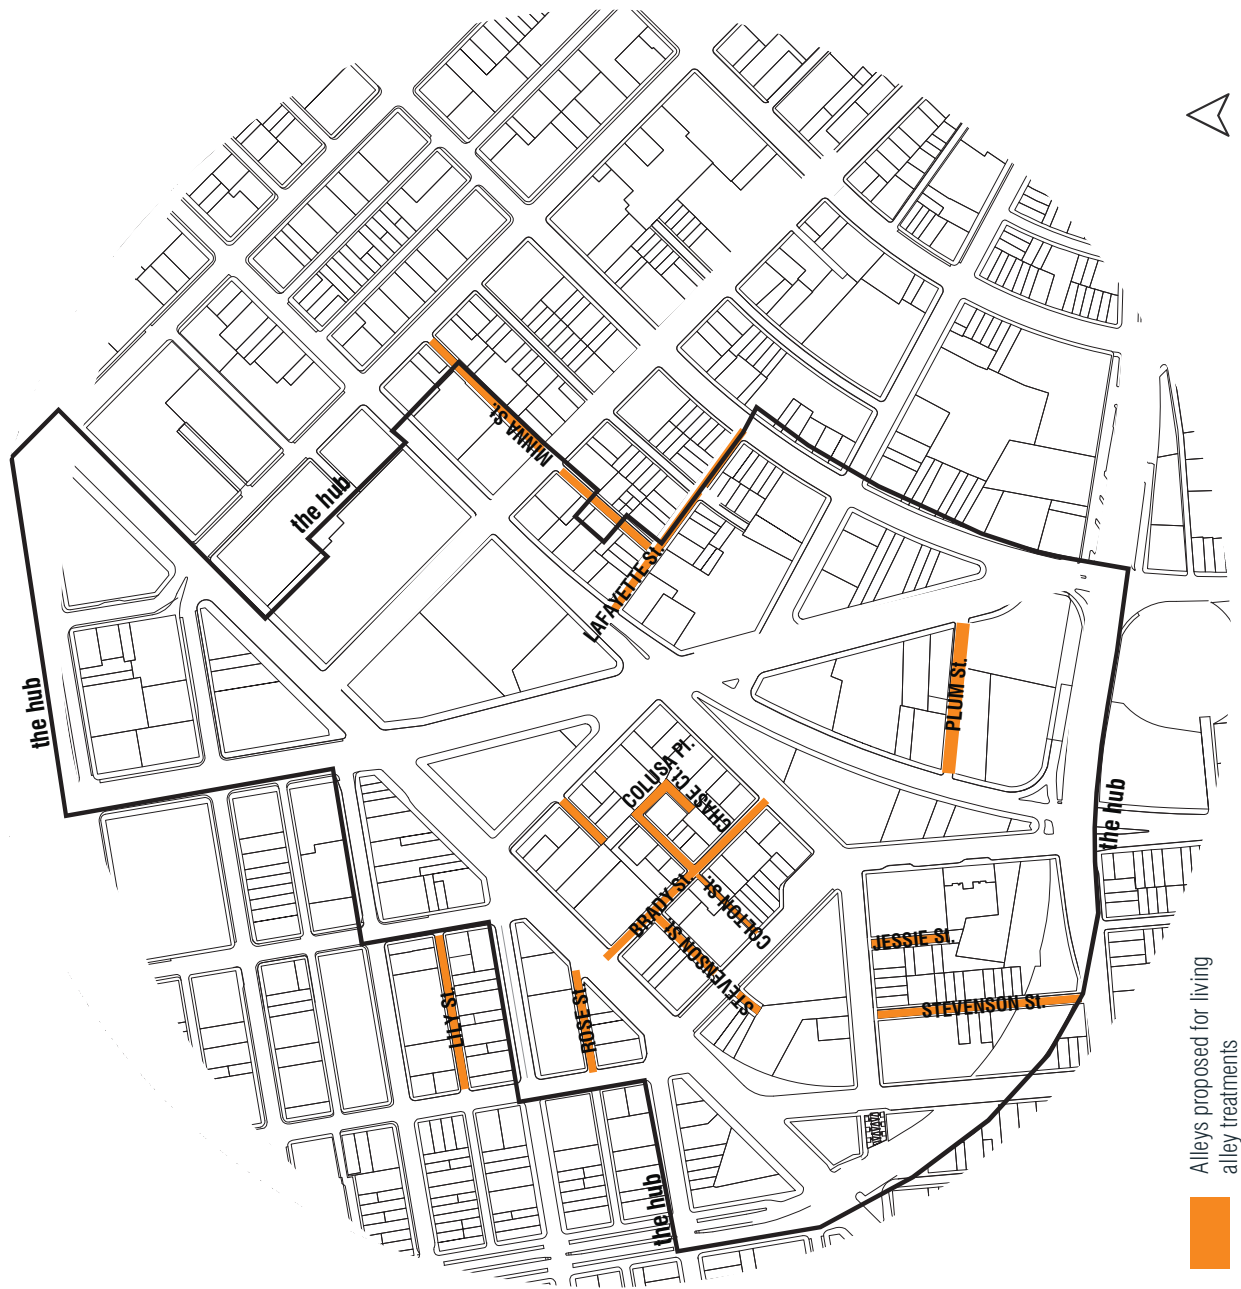 the hub
the hub
MINNA St.
LAFAYETTE St.
PLUM St.
COLUSA Pl.
CHASE Ct.
BRADY St.
COLTON St.
STEVENSON St.
JESSIE St.
STEVENSON St.
LILY St.
ROSE St.
the hub
the hub
Alleys proposed for living
alley treatments